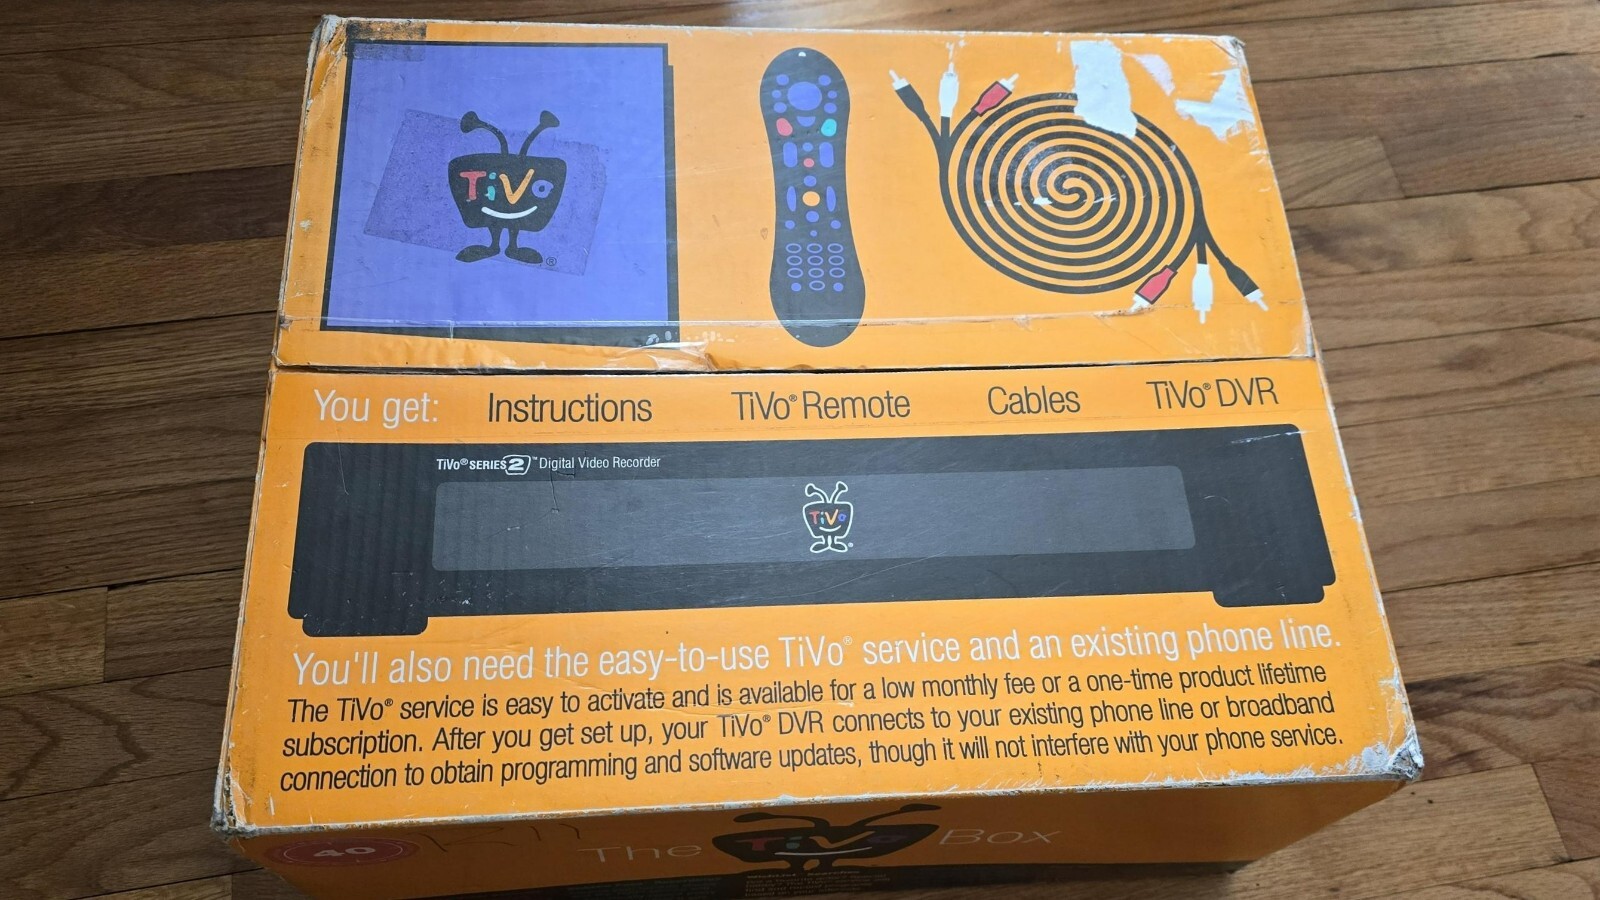 TiVo
®
You get: Instructions TiVo® Remote Cables TiVo® DVR
TiVo® SERIES2™ Digital Video Recorder
TiVo
®
You'll also need the easy-to-use TiVo® service and an existing phone line.
The TiVo® service is easy to activate and is available for a low monthly fee or a one-time product lifetime
subscription. After you get set up, your TiVo® DVR connects to your existing phone line or broadband
connection to obtain programming and software updates, though it will not interfere with your phone service.
40
The TiVo Box